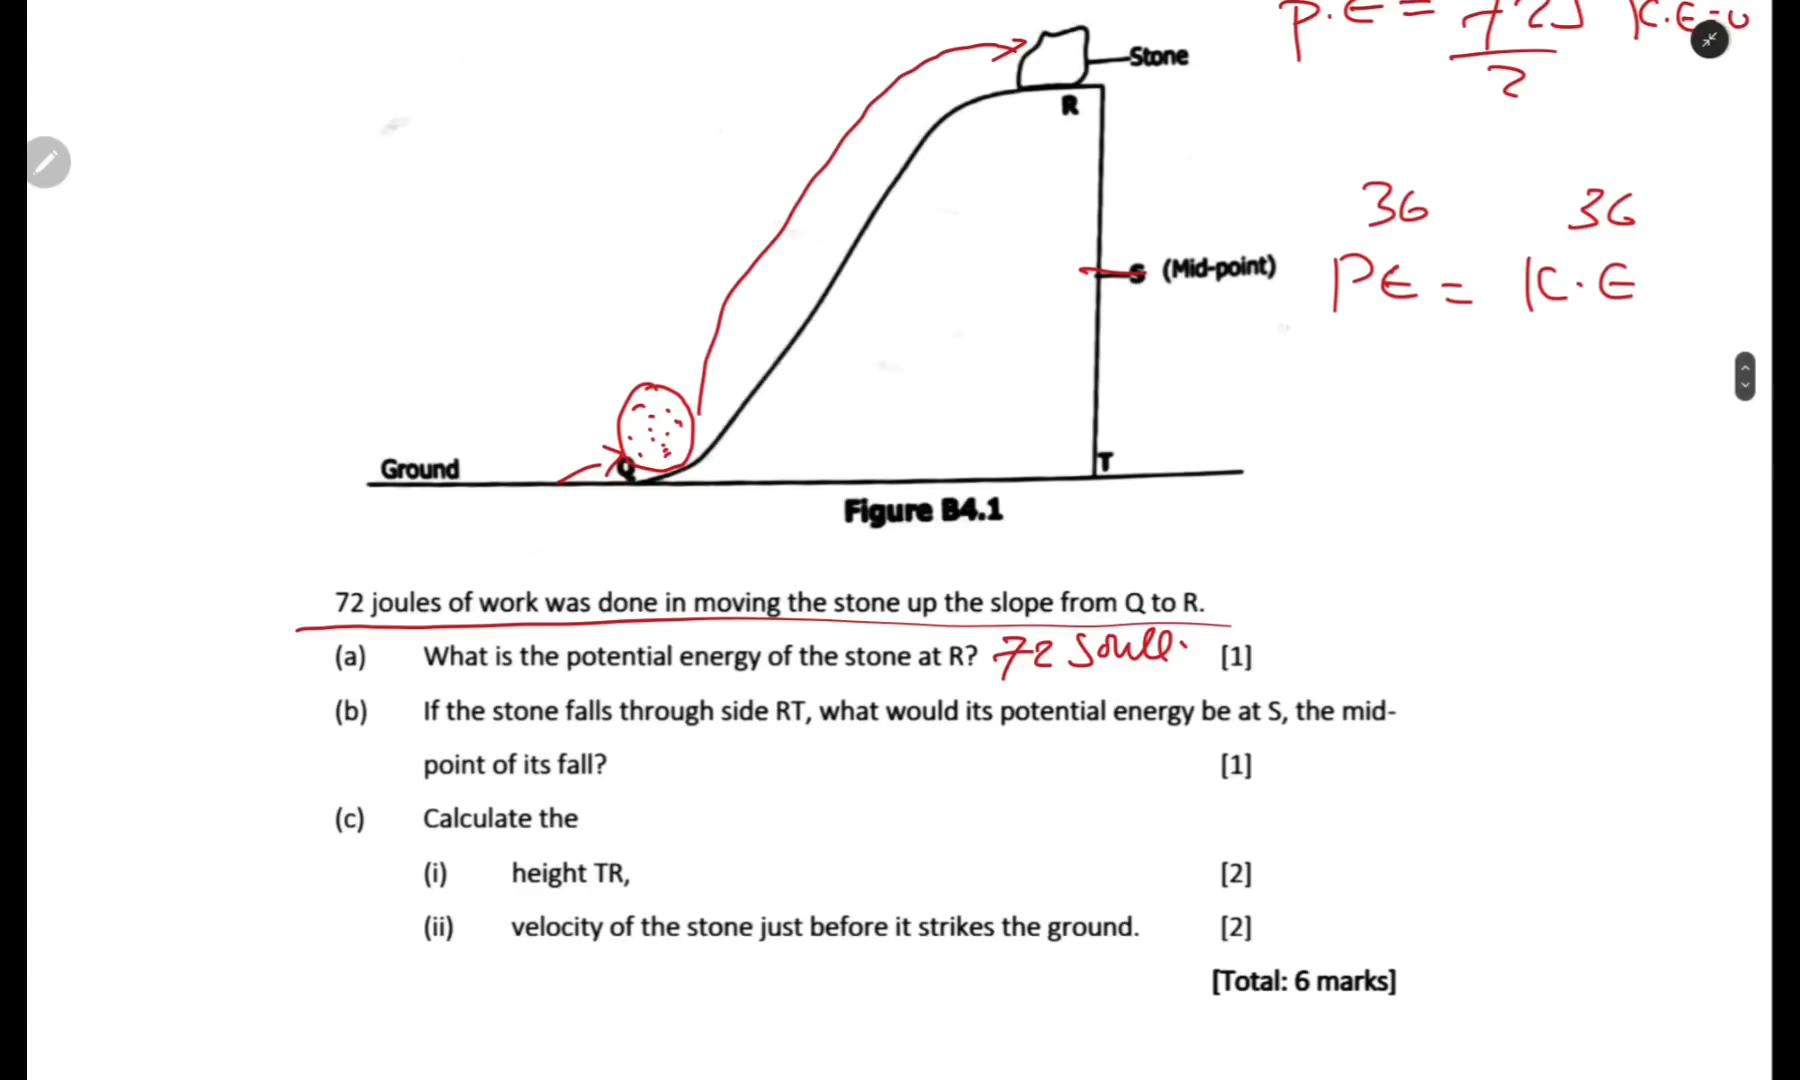 P.E = 72J K.E=0
2
Stone
R
36 36
S (Mid-point)
PE = K.E
Q
Ground
T
Figure B4.1
72 joules of work was done in moving the stone up the slope from Q to R.
(a) What is the potential energy of the stone at R? 72 Joule. [1]
(b) If the stone falls through side RT, what would its potential energy be at S, the mid-
point of its fall? [1]
(c) Calculate the
(i) height TR, [2]
(ii) velocity of the stone just before it strikes the ground. [2]
[Total: 6 marks]